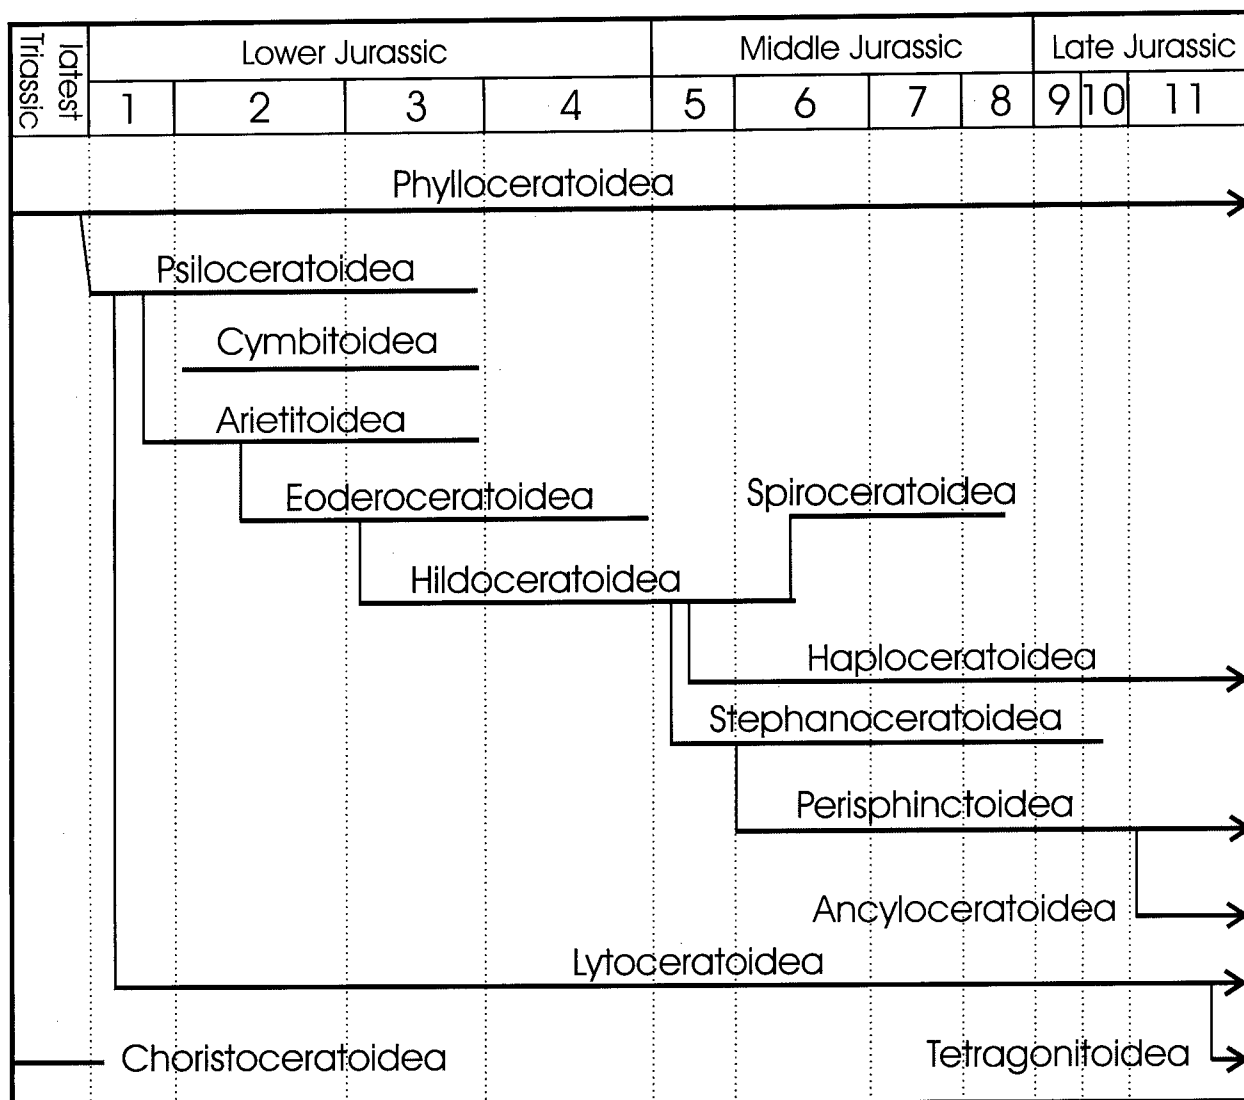 latest
Triassic
Lower Jurassic
Middle Jurassic
Late Jurassic
1 2 3 4 5 6 7 8 9 10 11
Phylloceratoidea
Psiloceratoidea
Cymbitoidea
Arietitoidea
Eoderoceratoidea
Spiroceratoidea
Hildoceratoidea
Haploceratoidea
Stephanoceratoidea
Perisphinctoidea
Ancyloceratoidea
Lytoceratoidea
Choristoceratoidea
Tetragonitoidea